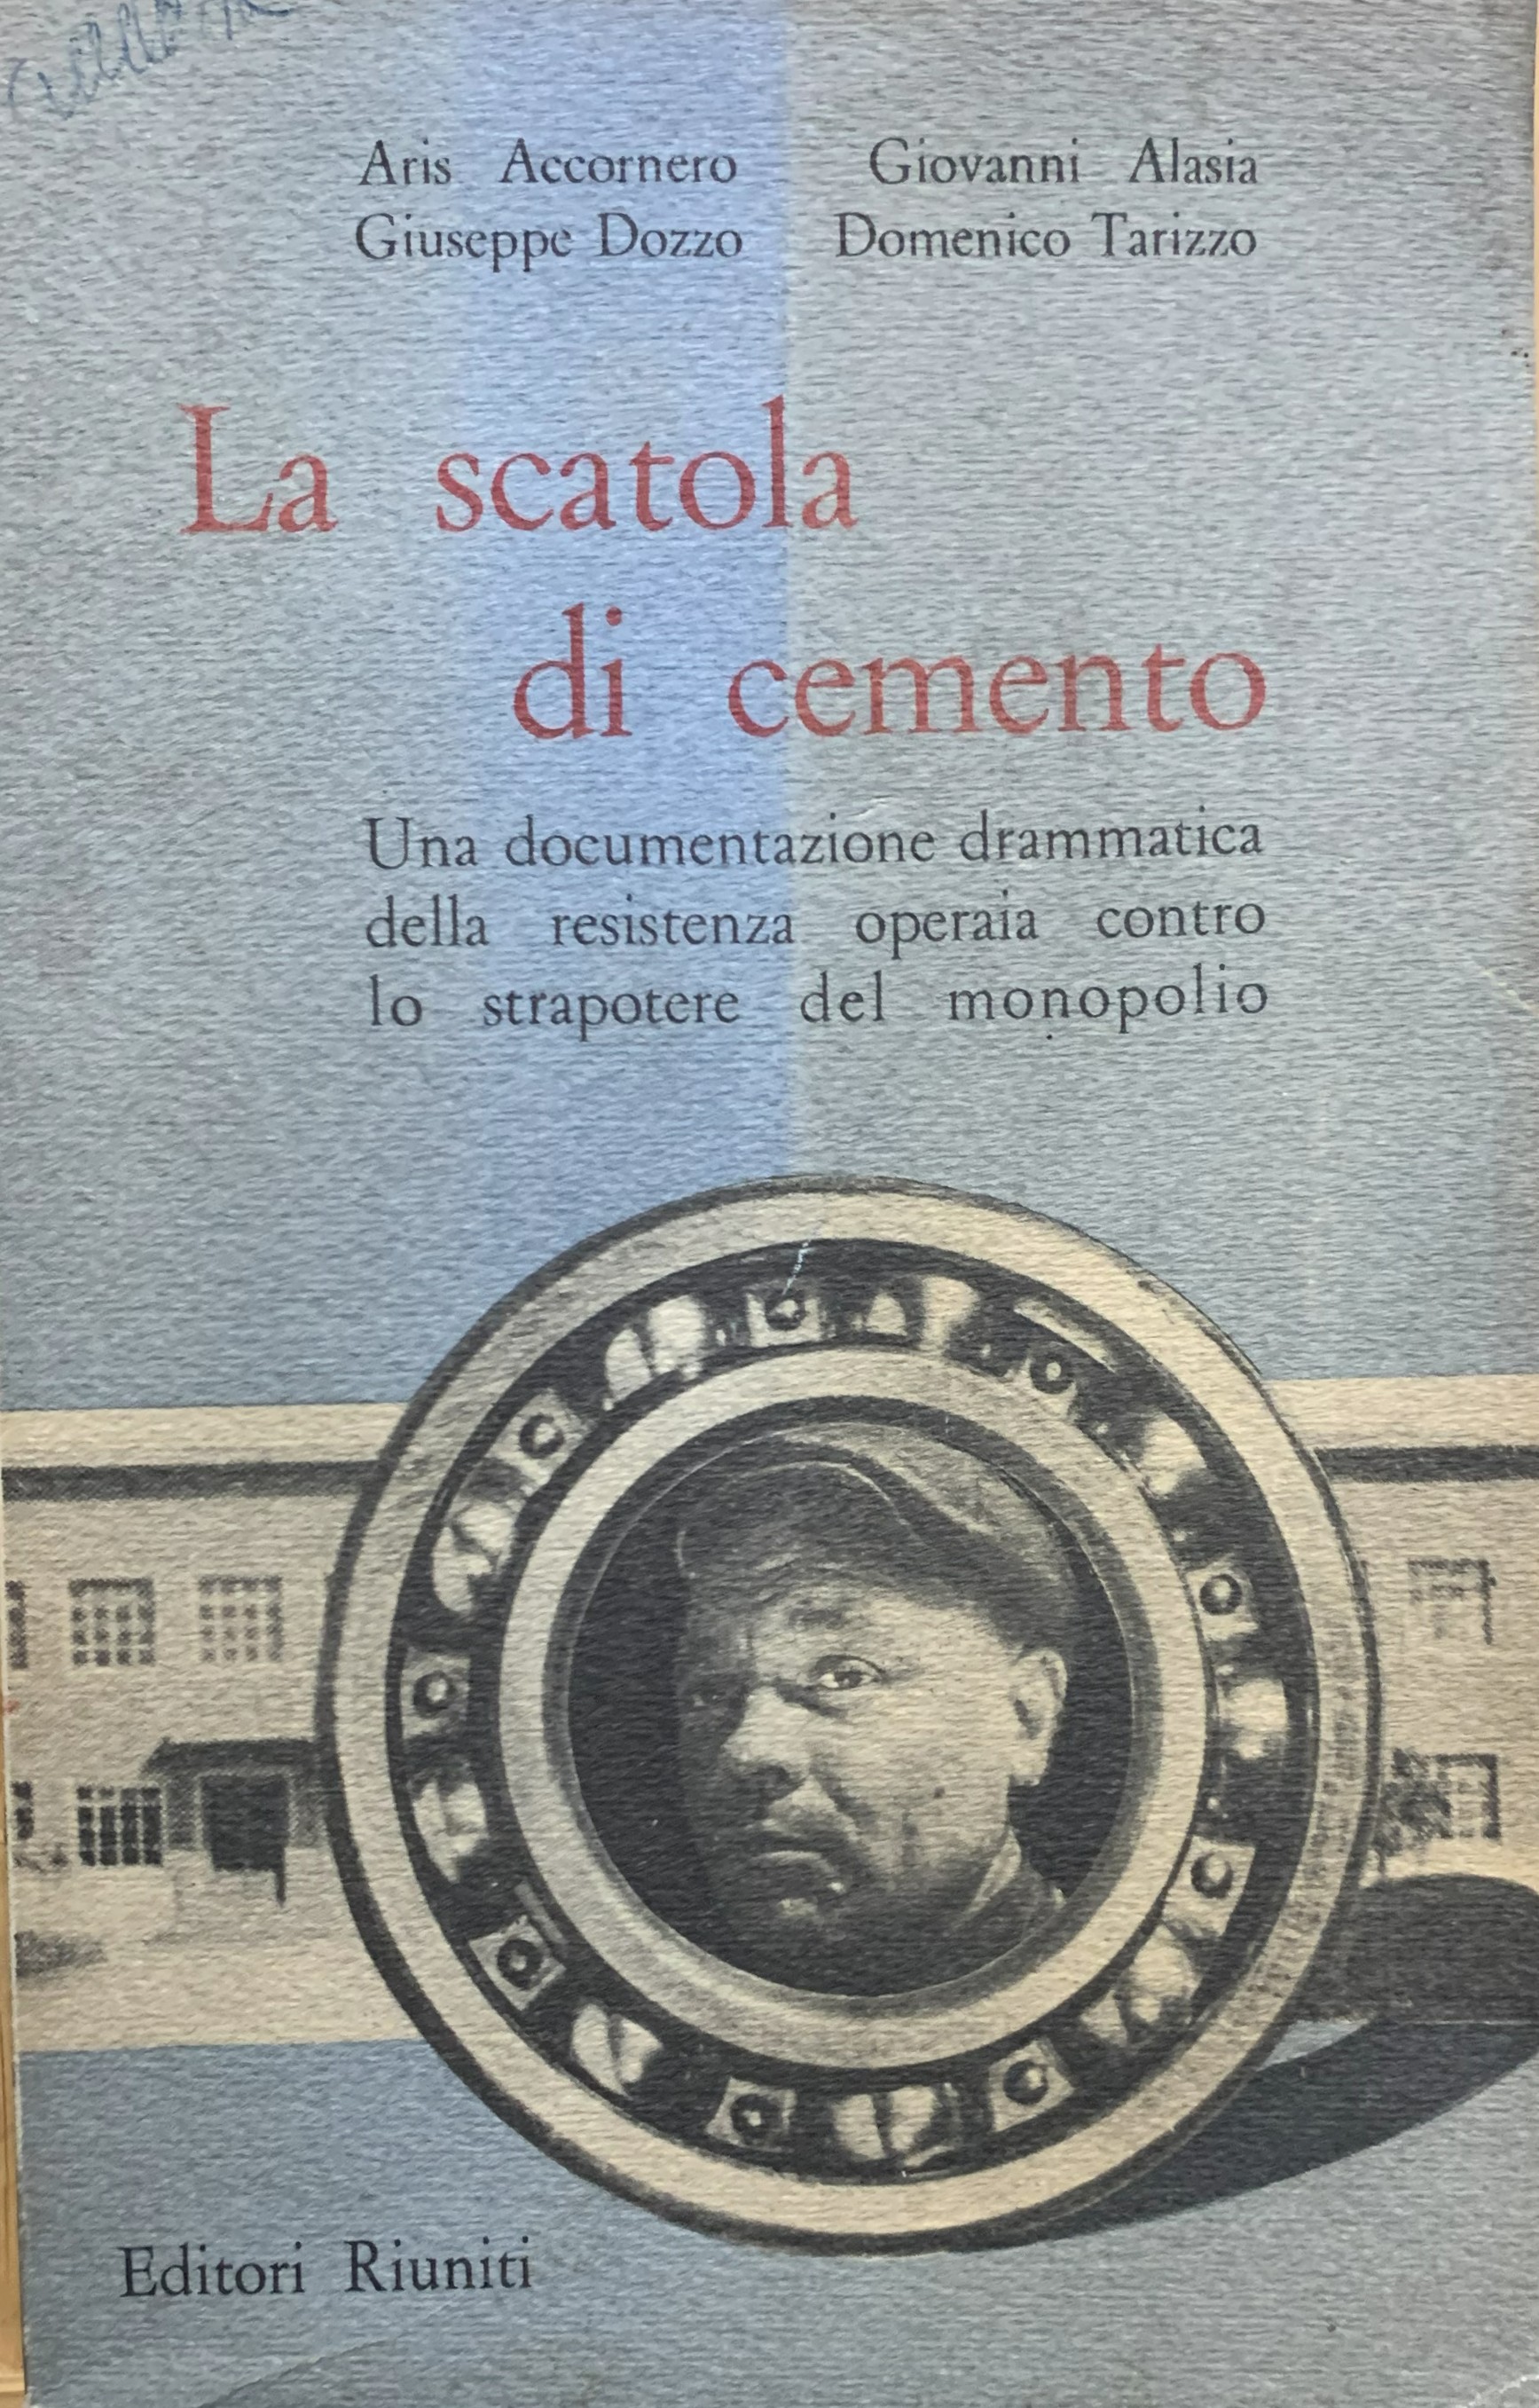 Aris Accornero Giovanni Alasia
Giuseppe Dozzo Domenico Tarizzo
La scatola
di cemento
Una documentazione drammatica
della resistenza operaia contro
lo strapotere del monopolio
Editori Riuniti